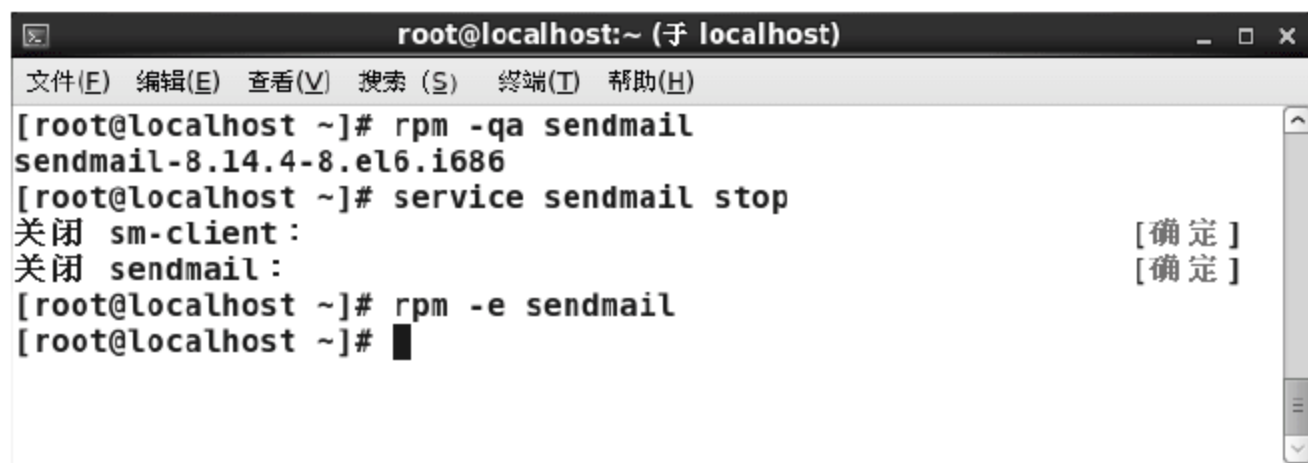 root@localhost:~ (于 localhost)
文件(F) 编辑(E) 查看(V) 搜索 (S) 终端(T) 帮助(H)
[root@localhost ~]# rpm -qa sendmail
sendmail-8.14.4-8.el6.i686
[root@localhost ~]# service sendmail stop
关闭 sm-client： [确定]
关闭 sendmail： [确定]
[root@localhost ~]# rpm -e sendmail
[root@localhost ~]#